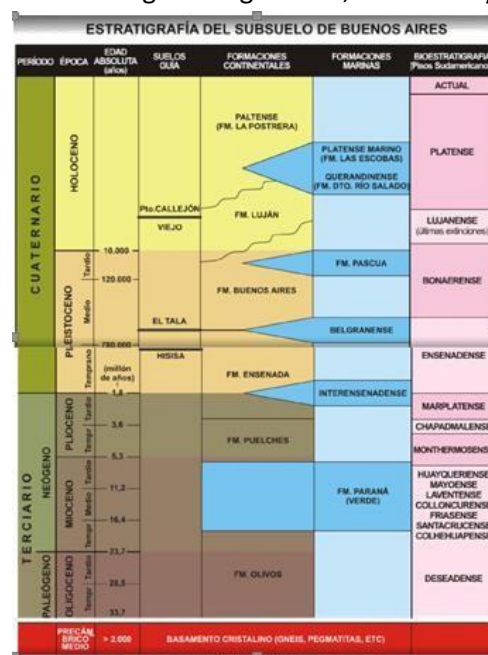 ESTRATIGRAFÍA DEL SUBSUELO DE BUENOS AIRES
PERÍODO
ÉPOCA
EDAD
ABSOLUTA
(años)
SUELOS
GUÍA
FORMACIONES
CONTINENTALES
FORMACIONES
MARINAS
BIOESTRATIGRAFIA
(Pisos Sudamericano
CUATERNARIO
TERCIARIO
NEÓGENO
PALEÓGENO
HOLOCENO
PLEISTOCENO
Tardío
Medio
Temprano
PLIOCENO
Tardío
Tempr
MIOCENO
Tardío
Medio
Tempr
OLIGOCENO
Tardío
Tempr
10.000
120.000
780.000
(millón
de años)
1,8
3,6
5,3
11,2
16,4
23,7
28,5
33,7
Pto.CALLEJÓN
VIEJO
EL TALA
HISISA
PALTENSE
(FM. LA POSTRERA)
FM. LUJÁN
FM. BUENOS AIRES
FM. ENSENADA
FM. PUELCHES
FM. OLIVOS
PLATENSE MARINO
(FM. LAS ESCOBAS)
QUERANDINENSE
(FM. DTO. RÍO SALADO)
FM. PASCUA
BELGRANENSE
INTERENSENADENSE
FM. PARANÁ
(VERDE)
ACTUAL
PLATENSE
LUJANENSE
(últimas extinciones)
BONAERENSE
ENSENADENSE
MARPLATENSE
CHAPADMALENSE
MONTHERMOSENS
HUAYQUERIENSE
MAYOENSE
LAVENTENSE
COLLONCURENSE
FRIASENSE
SANTACRUCENSE
COLHEHUAPENSE
DESEADENSE
PRECÁM
BRICO
MEDIO
> 2.000
BASAMENTO CRISTALINO (GNEIS, PEGMATITAS, ETC)